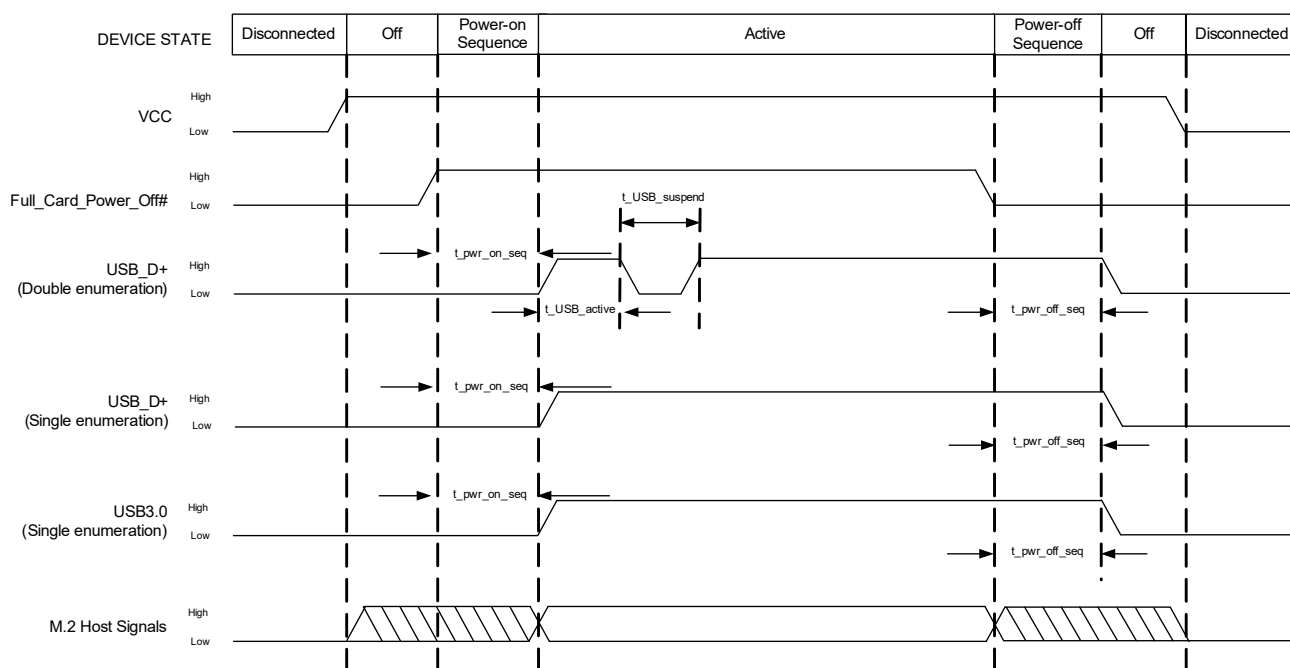 DEVICE STATE Disconnected Off Power-on Sequence Active Power-off Sequence Off Disconnected
High
VCC
Low
High
Full_Card_Power_Off#
Low
t_USB_suspend
t_pwr_on_seq
USB_D+
High
(Double enumeration)
Low
t_USB_active
t_pwr_off_seq
t_pwr_on_seq
USB_D+
High
(Single enumeration)
Low
t_pwr_off_seq
t_pwr_on_seq
USB3.0
High
(Single enumeration)
Low
t_pwr_off_seq
High
M.2 Host Signals
Low